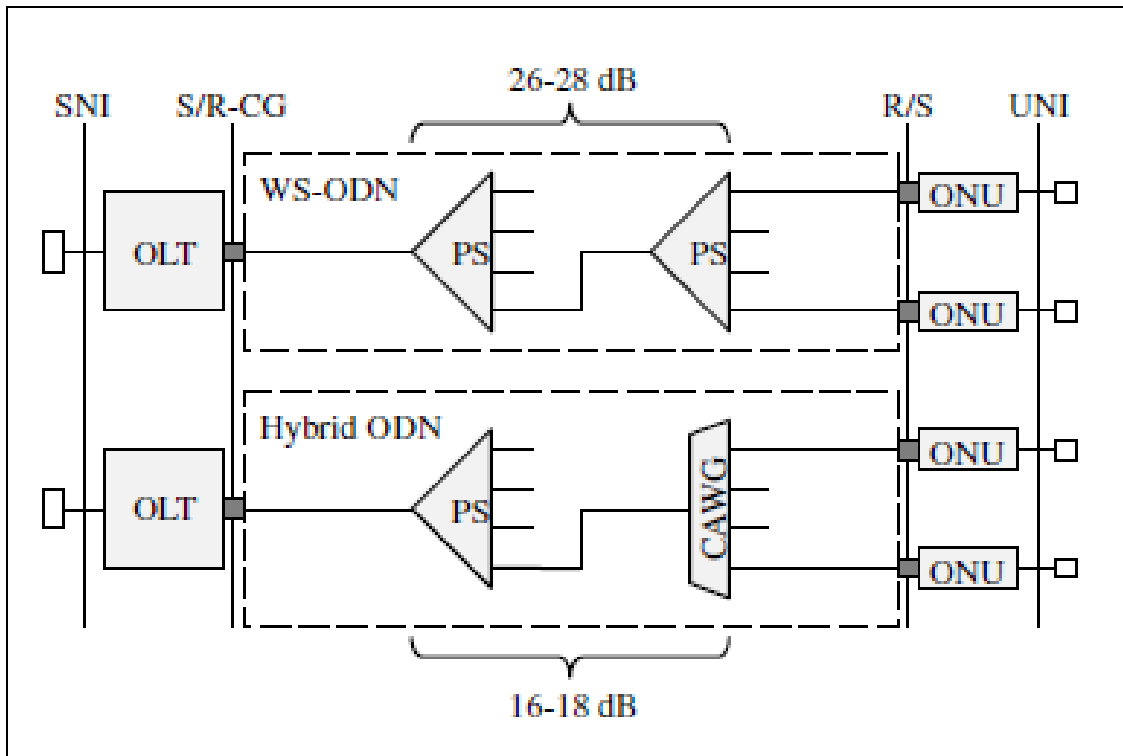 26-28 dB
SNI S/R-CG R/S UNI
WS-ODN
ONU
OLT PS PS
ONU
Hybrid ODN
ONU
OLT PS CAWG
ONU
16-18 dB